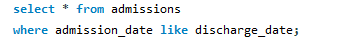 select * from admissions
where admission_date like discharge_date;